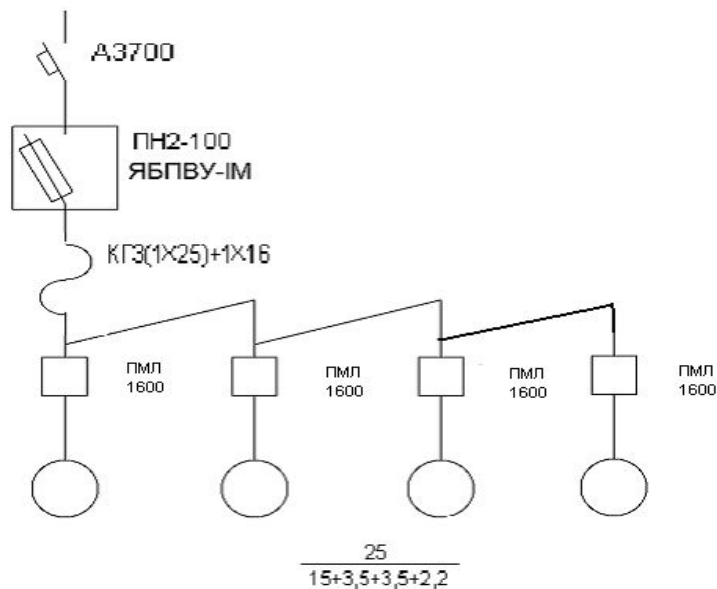 А3700
ПН2-100
ЯБПВУ-IМ
КГ3(1Х25)+1Х16
ПМЛ
1600
ПМЛ
1600
ПМЛ
1600
ПМЛ
1600
25
15+3,5+3,5+2,2